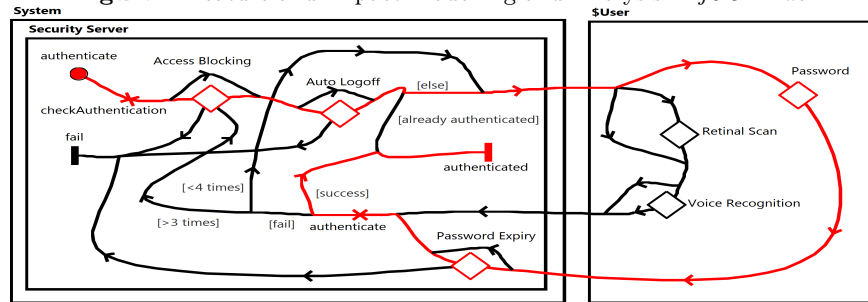 System
$User
Security Server
authenticate
Access Blocking
Auto Logoff
Password
[else]
checkAuthentication
[already authenticated]
fail
Retinal Scan
authenticated
[<4 times]
[success]
Voice Recognition
[>3 times]
[fail]
authenticate
Password Expiry